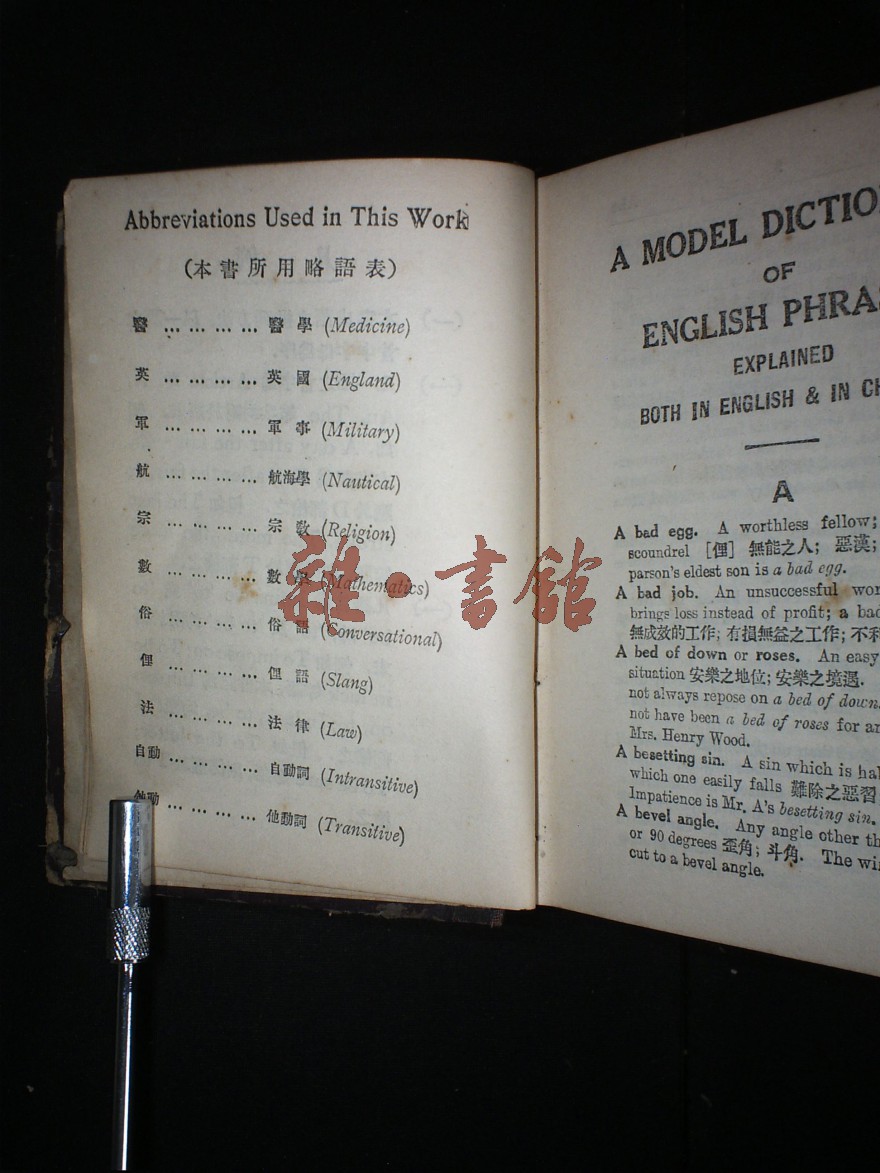 Abbreviations Used in This Work
(本書所用略語表)
醫 … … … … 醫學 (Medicine)
英 … … … … 英國 (England)
軍 … … … … 軍事 (Military)
航 … … … … 航海學 (Nautical)
宗 … … … … 宗教 (Religion)
數 … … … … 數學 (Mathematics)
俗 … … … … 俗語 (Conversational)
俚 … … … … 俚語 (Slang)
法 … … … … 法律 (Law)
自動 … … … … 自動詞 (Intransitive)
他動 … … … … 他動詞 (Transitive)
雜·書館
A MODEL
OF
ENGLISH
EXPLAINED
BOTH IN ENGLISH & IN
A
A bad egg. A worthless fellow;
scoundrel [俚] 無能之人; 惡漢;
parson's eldest son is a bad egg.
A bad job. An unsuccessful
brings loss instead of profit; a bad
無成效的工作; 有損無益之工作; 不利
A bed of down or roses. An easy
situation 安樂之地位; 安樂之境遇.
not always repose on a bed of down.
not have been a bed of roses for
Mrs. Henry Wood.
A besetting sin. A sin which is
which one easily falls 難除之惡習
Impatience is Mr. A's besetting sin.
A bevel angle. Any angle other
or 90 degrees 歪角; 斗角. The
cut to a bevel angle.